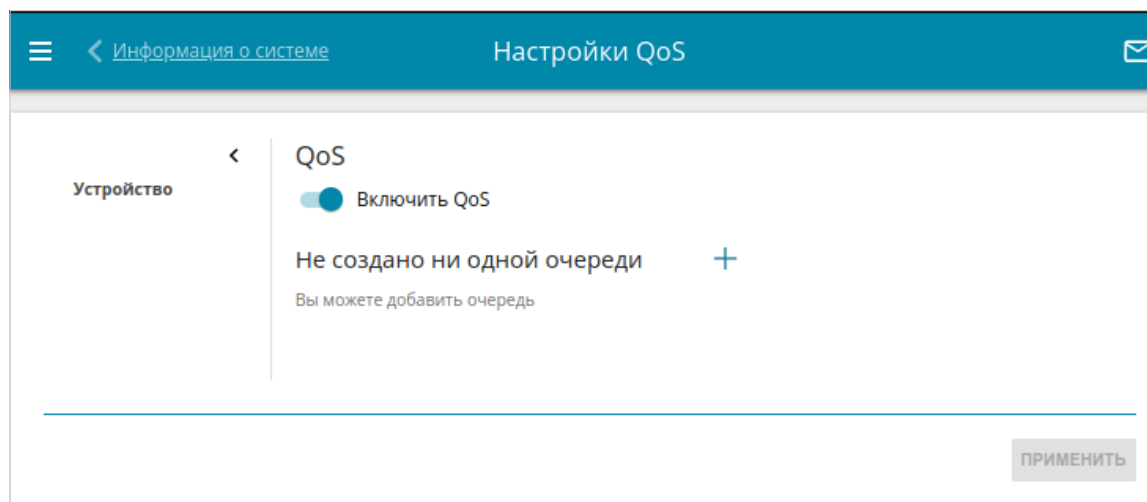 Информация о системе
Настройки QoS
QoS
Устройство
Включить QoS
Не создано ни одной очереди
Вы можете добавить очередь
ПРИМЕНИТЬ